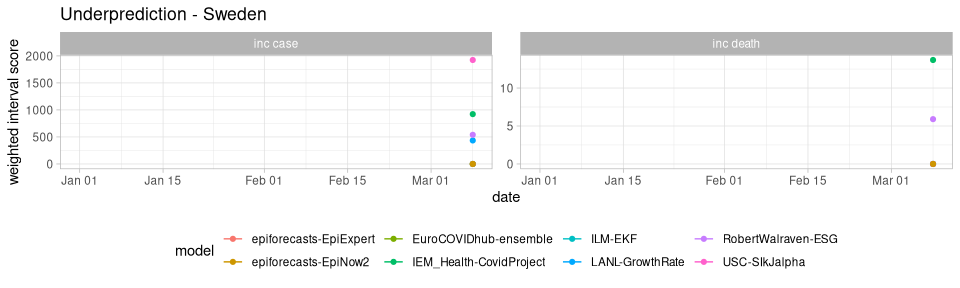 Underprediction - Sweden
inc case
inc death
weighted interval score
2000
1500
1000
500
0
10
5
0
Jan 01 Jan 15 Feb 01 Feb 15 Mar 01
Jan 01 Jan 15 Feb 01 Feb 15 Mar 01
date
model
epiforecasts-EpiExpert EuroCOVIDhub-ensemble ILM-EKF RobertWalraven-ESG
epiforecasts-EpiNow2 IEM_Health-CovidProject LANL-GrowthRate USC-SIkJalpha